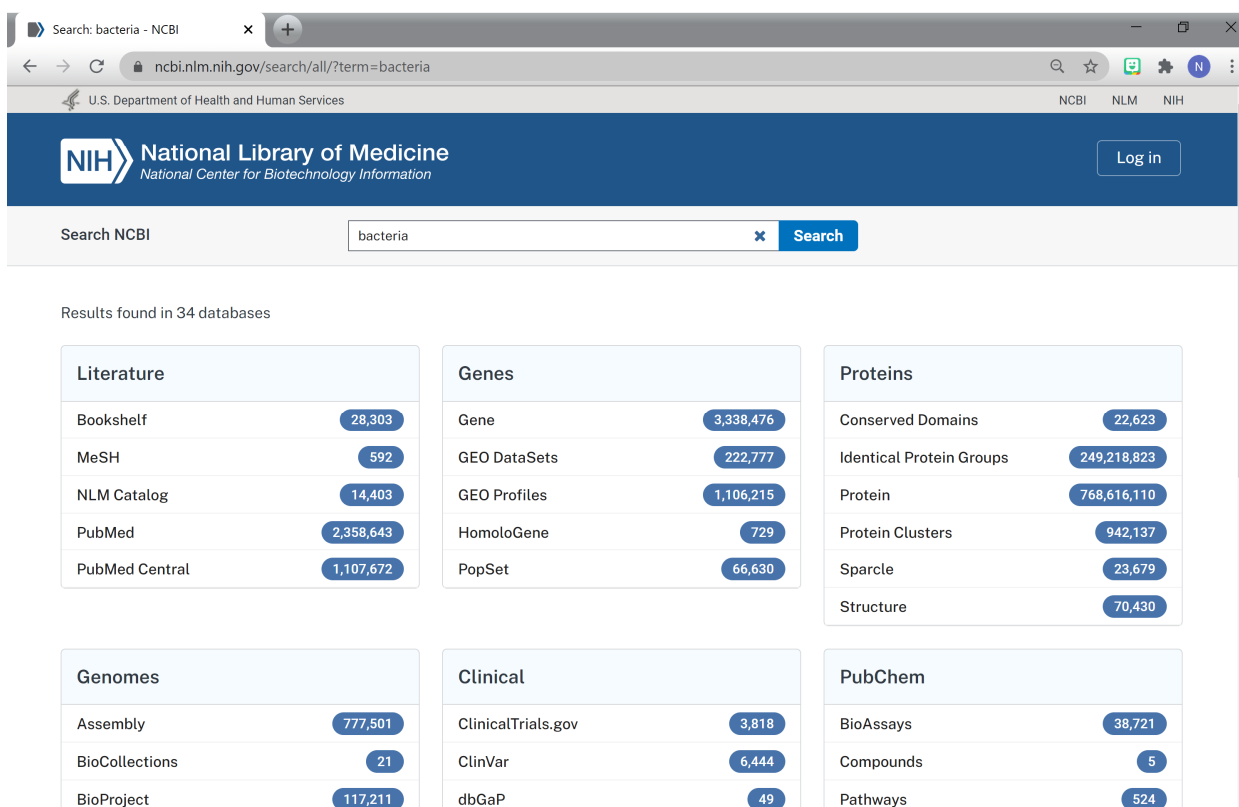 Search: bacteria - NCBI
ncbi.nlm.nih.gov/search/all/?term=bacteria
N
U.S. Department of Health and Human Services
NCBI NLM NIH
NIH
National Library of Medicine
National Center for Biotechnology Information
Log in
Search NCBI
bacteria
Search
Results found in 34 databases
Literature
Bookshelf 28,303
MeSH 592
NLM Catalog 14,403
PubMed 2,358,643
PubMed Central 1,107,672
Genes
Gene 3,338,476
GEO DataSets 222,777
GEO Profiles 1,106,215
HomoloGene 729
PopSet 66,630
Proteins
Conserved Domains 22,623
Identical Protein Groups 249,218,823
Protein 768,616,110
Protein Clusters 942,137
Sparcle 23,679
Structure 70,430
Genomes
Assembly 777,501
BioCollections 21
BioProject 117,211
Clinical
ClinicalTrials.gov 3,818
ClinVar 6,444
dbGaP 49
PubChem
BioAssays 38,721
Compounds 5
Pathways 524